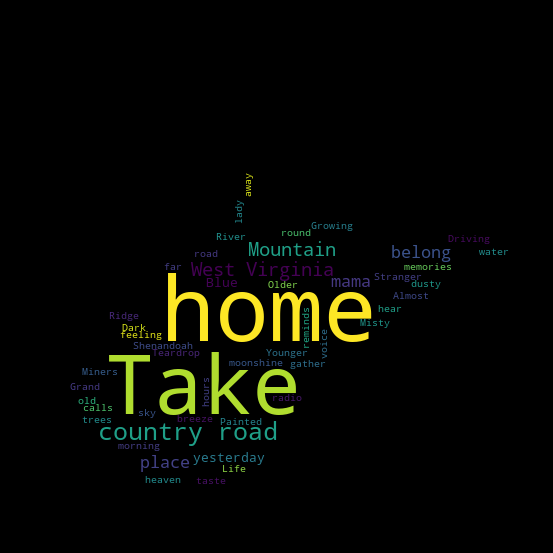 away
lady
Growing
round
River
Driving
Mountain
belong
water
road
West Virginia
far
memories
Stranger
Blue
Older
mama
dusty
Almost
home
hear
Ridge
Misty
Dark
feeling
reminds
voice
Shenandoah
Teardrop
Younger
moonshine
gather
Miners
Take
Grand
hours
old
radio
calls
sky
trees
breeze
Painted
country road
morning
yesterday
place
Life
heaven
taste